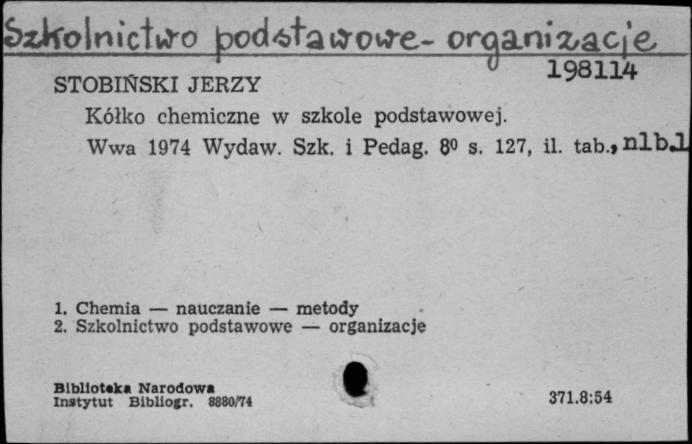 Szkolnictwo podstawowe- organizacje
198114
STOBIŃSKI JERZY
Kółko chemiczne w szkole podstawowej.
Wwa 1974 Wydaw. Szk. i Pedag. 8⁰ s. 127, il. tab., nlb.1
1. Chemia — nauczanie — metody
2. Szkolnictwo podstawowe — organizacje
Biblioteka Narodowa
Instytut Bibliogr. 8880/74
371.8:54